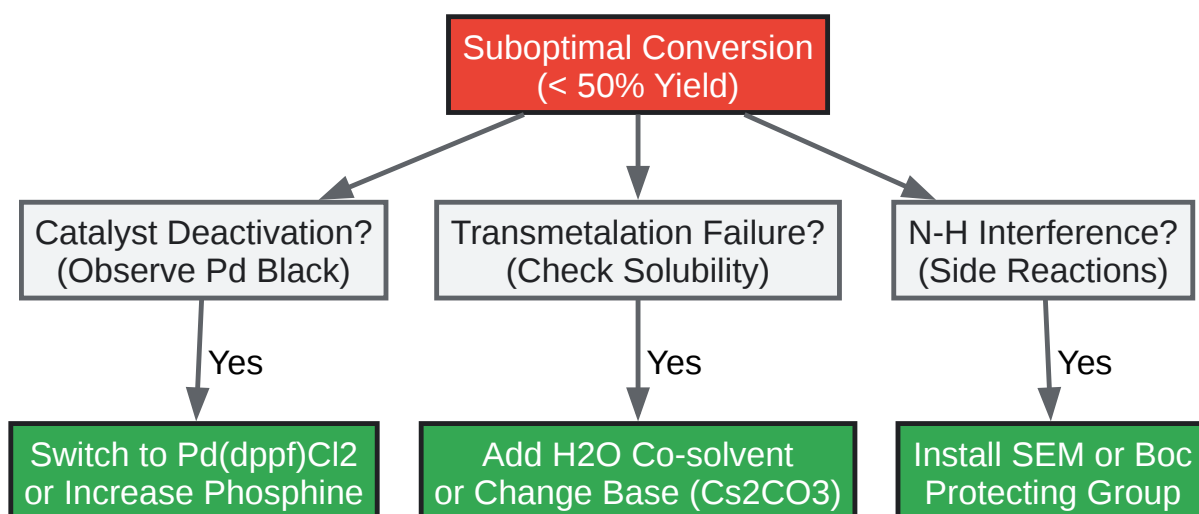 Suboptimal Conversion
(< 50% Yield)
Catalyst Deactivation?
(Observe Pd Black)
Transmetalation Failure?
(Check Solubility)
N-H Interference?
(Side Reactions)
Yes
Yes
Yes
Switch to Pd(dppf)Cl2
or Increase Phosphine
Add H2O Co-solvent
or Change Base (Cs2CO3)
Install SEM or Boc
Protecting Group